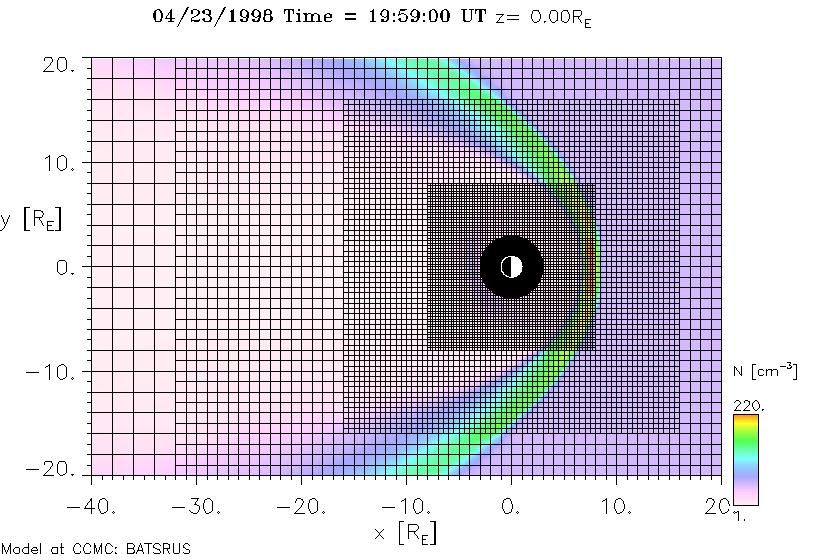 04/23/1998 Time = 19:59:00 UT z= 0.00R_E
20.
10.
y [R_E]
0.
−10.
−20.
−40. −30. −20. −10. 0. 10. 20.
x [R_E]
N [cm⁻³]
220.
1.
Model at CCMC: BATSRUS